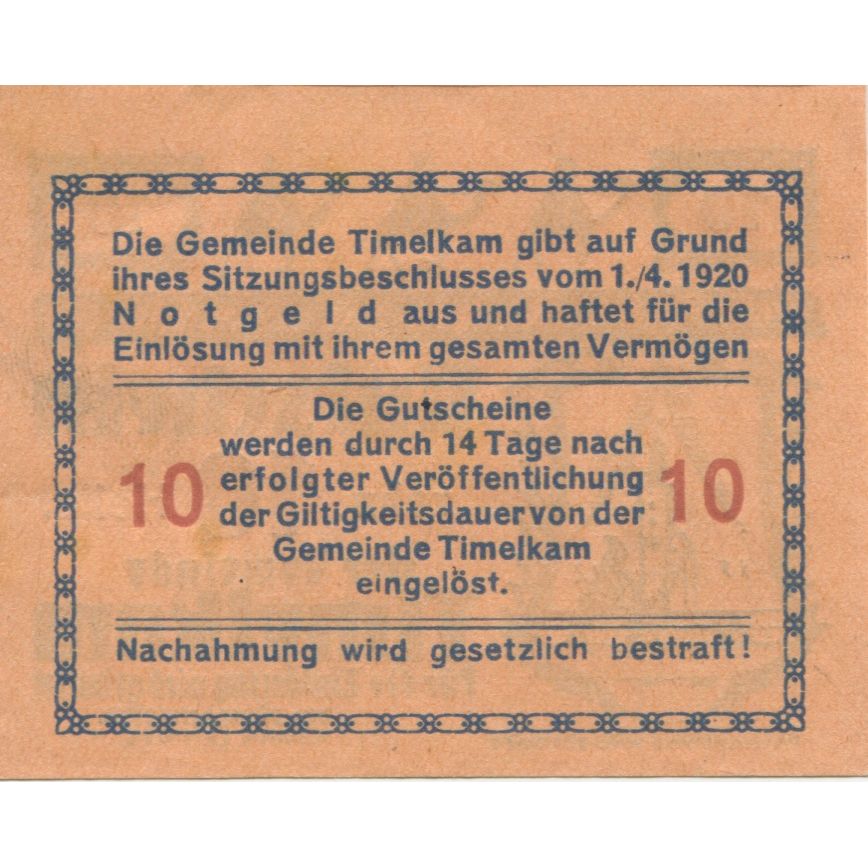 Die Gemeinde Timelkam gibt auf Grund
ihres Sitzungsbeschlusses vom 1./4. 1920
Notgeld aus und haftet für die
Einlösung mit ihrem gesamten Vermögen
Die Gutscheine
werden durch 14 Tage nach
10 erfolgter Veröffentlichung 10
der Giltigkeitsdauer von der
Gemeinde Timelkam
eingelöst.
Nachahmung wird gesetzlich bestraft!